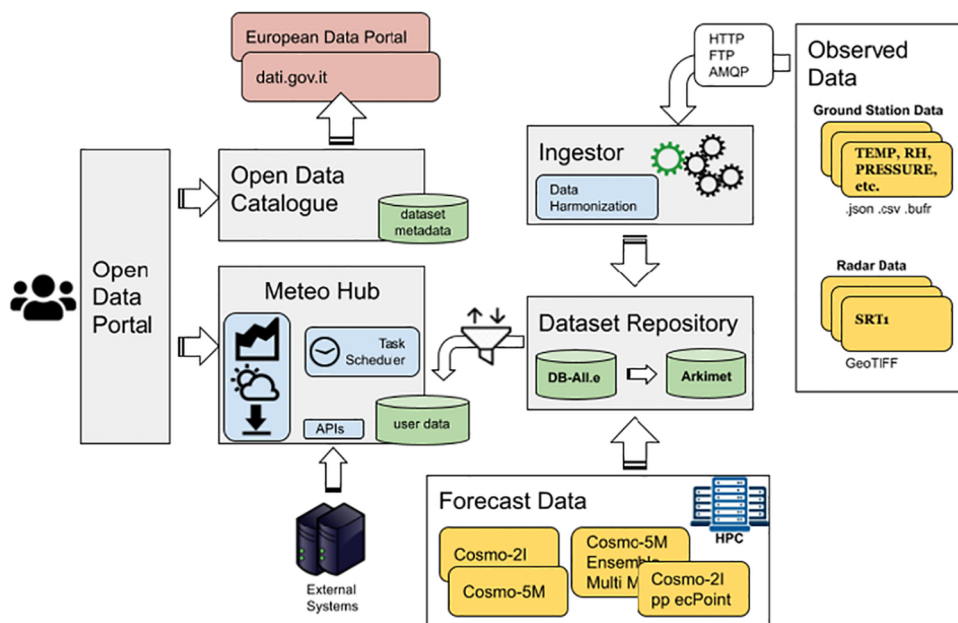 European Data Portal
dati.gov.it
HTTP
FTP
AMQP
Observed
Data
Ground Station Data
TEMP, RH,
PRESSURE,
etc.
.json .csv .bufr
Radar Data
SRT1
GeoTIFF
Ingestor
Data
Harmonization
Open Data
Catalogue
dataset
metadata
Open
Data
Portal
Meteo Hub
Task
Scheduer
APIs
user data
Dataset Repository
DB-All.e
Arkimet
External
Systems
Forecast Data
HPC
Cosmo-2I
Cosmo-5M
Cosmo-5M
Ensemble
Multi M
Cosmo-2I
pp ecPoint